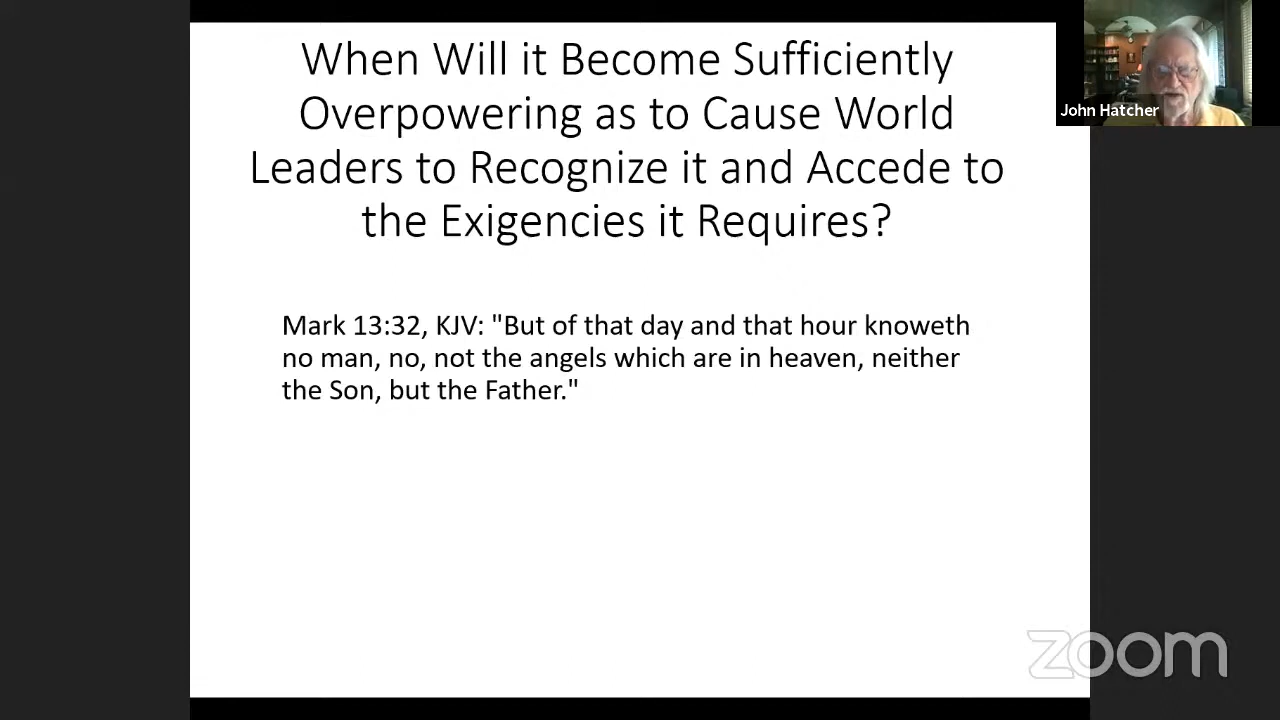 When Will it Become Sufficiently
Overpowering as to Cause World
Leaders to Recognize it and Accede to
the Exigencies it Requires?
John Hatcher
Mark 13:32, KJV: "But of that day and that hour knoweth
no man, no, not the angels which are in heaven, neither
the Son, but the Father."
zoom